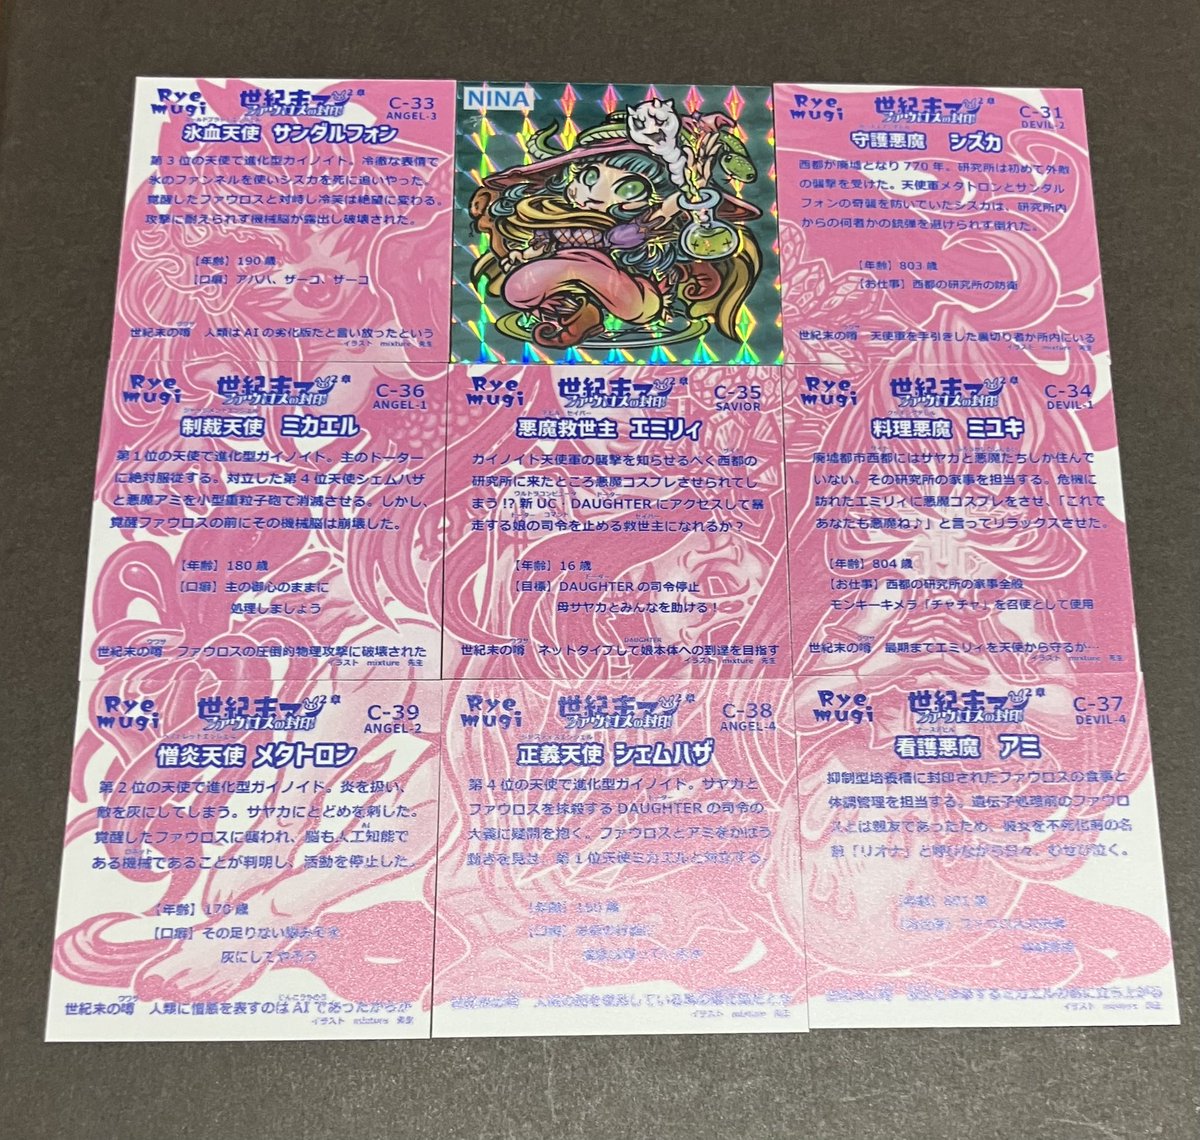 Rye mugi
世紀末マ 2章
ファウロスの封印
C-33
ANGEL-3
氷血天使 サンダルフォン
第3位の天使で進化型ガイノイト。冷徹な表情で
氷のファンネルを使いシスカを死に追いやった。
覚醒したファウロスと対峙し冷笑は絶望に変わる。
攻撃に耐えられず機械脳が露出し破壊された。
【年齢】190歳
【口癖】アハハ、ザーコ、ザーコ
世紀末の噂 人類はAIの劣化版だと言い放ったという
イラスト mixture 先生
NINA
Rye mugi
世紀末マ 2章
ファウロスの封印
C-31
DEVIL-2
守護悪魔 シズカ
西都が廃墟となり770年。研究所は初めて外敵
の襲撃を受けた。天使軍メタトロンとサンダル
フォンの奇襲を防いでいたシスカは、研究所内
からの何者かの銃弾を避けられず倒れた。
【年齢】803歳
【お仕事】西都の研究所の防衛
世紀末の噂 天使軍を手引きした裏切り者が所内にいる
イラスト mixture 先生
Rye mugi
世紀末マ 2章
ファウロスの封印
C-36
ANGEL-1
制裁天使 ミカエル
第1位の天使で進化型ガイノイト。主のドーター
に絶対服従する。対立した第4位天使シェムハザ
と悪魔アミを小型重粒子砲で消滅させる。しかし、
覚醒ファウロスの前にその機械脳は崩壊した。
【年齢】180歳
【口癖】主の御心のままに
処理しましょう
世紀末の噂 ファウロスの圧倒的物理攻撃に破壊された
イラスト mixture 先生
Rye mugi
世紀末マ 2章
ファウロスの封印
C-35
SAVIOR
悪魔救世主 エミリィ
ガイノイト天使軍の襲撃を知らせるべく西都の
研究所に来たところ悪魔コスプレさせられてし
まう!?新UC・DAUGHTERにアクセスして暴
走する娘の司令を止める救世主になれるか?
【年齢】16歳
【目標】DAUGHTERの司令停止
母サヤカとみんなを助ける!
世紀末の噂 ネットダイブして娘本体への到達を目指す
イラスト mixture 先生
Rye mugi
世紀末マ 2章
ファウロスの封印
C-34
DEVIL-1
料理悪魔 ミユキ
廃墟都市西都にはサヤカと悪魔たちしか住んで
いない。その研究所の家事を担当する。危機に
訪れたエミリィに悪魔コスプレをさせ、「これで
あなたも悪魔ね♪」と言ってリラックスさせた。
【年齢】804歳
【お仕事】西都の研究所の家事全般
モンキーキメラ「チャチャ」を召使として使用
世紀末の噂 最期までエミリィを天使から守るが…
イラスト mixture 先生
Rye mugi
世紀末マ 2章
ファウロスの封印
C-39
ANGEL-2
憎炎天使 メタトロン
第2位の天使で進化型ガイノイド。炎を扱い、
敵を灰にしてしまう。サヤカにとどめを刺した。
覚醒したファウロスに襲われ、脳も人工知能で
ある機械であることが判明し、活動を停止した。
【年齢】170歳
【口癖】その足りない
灰にしてやろう
世紀末の噂 人類に憎悪を表すのはAIであったからか
イラスト mixture 先生
Rye mugi
世紀末マ 2章
ファウロスの封印
C-38
ANGEL-4
正義天使 シェムハザ
第4位の天使で進化型ガイノイド。サヤカと
ファウロスを抹殺するDAUGHTERの司令の
大義に疑問を抱く。ファウロスとアミをかばう
動きを見せ、第1位天使ミカエルと対立する。
【年齢】
【口癖】
世紀末の噂
イラスト mixture 先生
Rye mugi
世紀末マ 2章
ファウロスの封印
C-37
DEVIL-4
看護悪魔 アミ
抑制型培養槽に封印されたファウロスの食事と
体調管理を担当する。遺伝子処理前のファウロ
スとは親友であったため、彼女を不死化前の名
前「リオナ」と呼びながら日々、むせび泣く。
イラスト mixture 先生